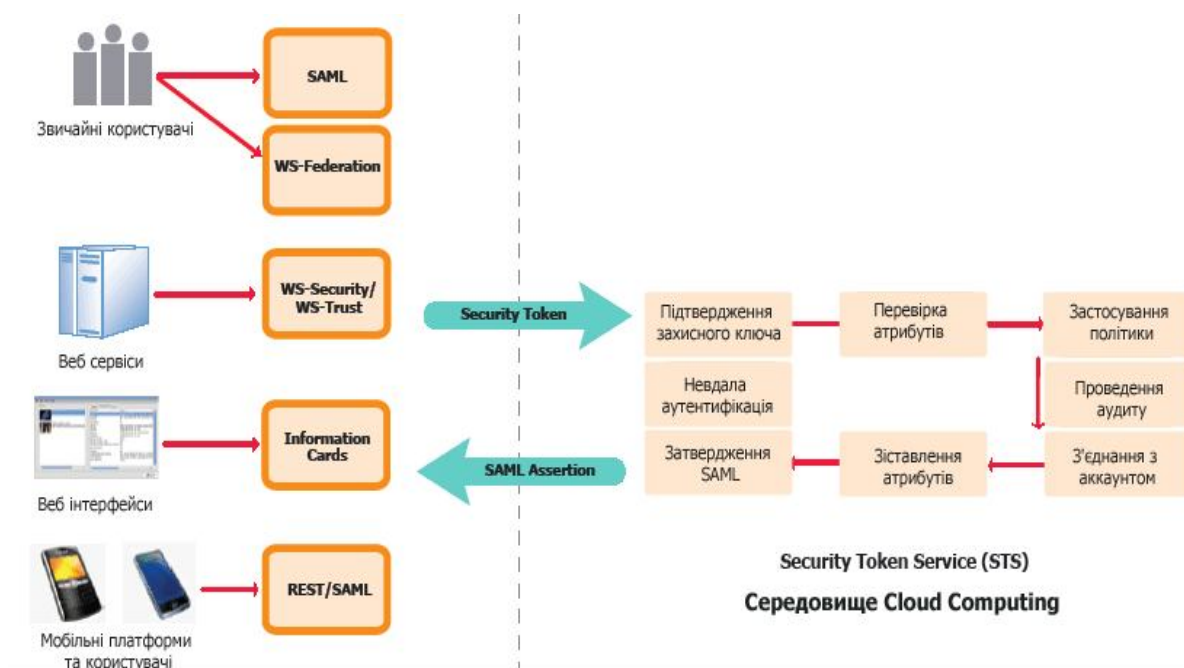 SAML
Звичайні користувачі
WS-Federation
WS-Security/
WS-Trust
Веб сервіси
Information
Cards
Веб інтерфейси
REST/SAML
Мобільні платформи
та користувачі
Security Token
SAML Assertion
Підтвердження
захисного ключа
Перевірка
атрибутів
Застосування
політики
Невдала
аутентифікація
Проведення
аудиту
Затвердження
SAML
Зіставлення
атрибутів
З'єднання з
аккаунтом
Security Token Service (STS)
Середовище Cloud Computing